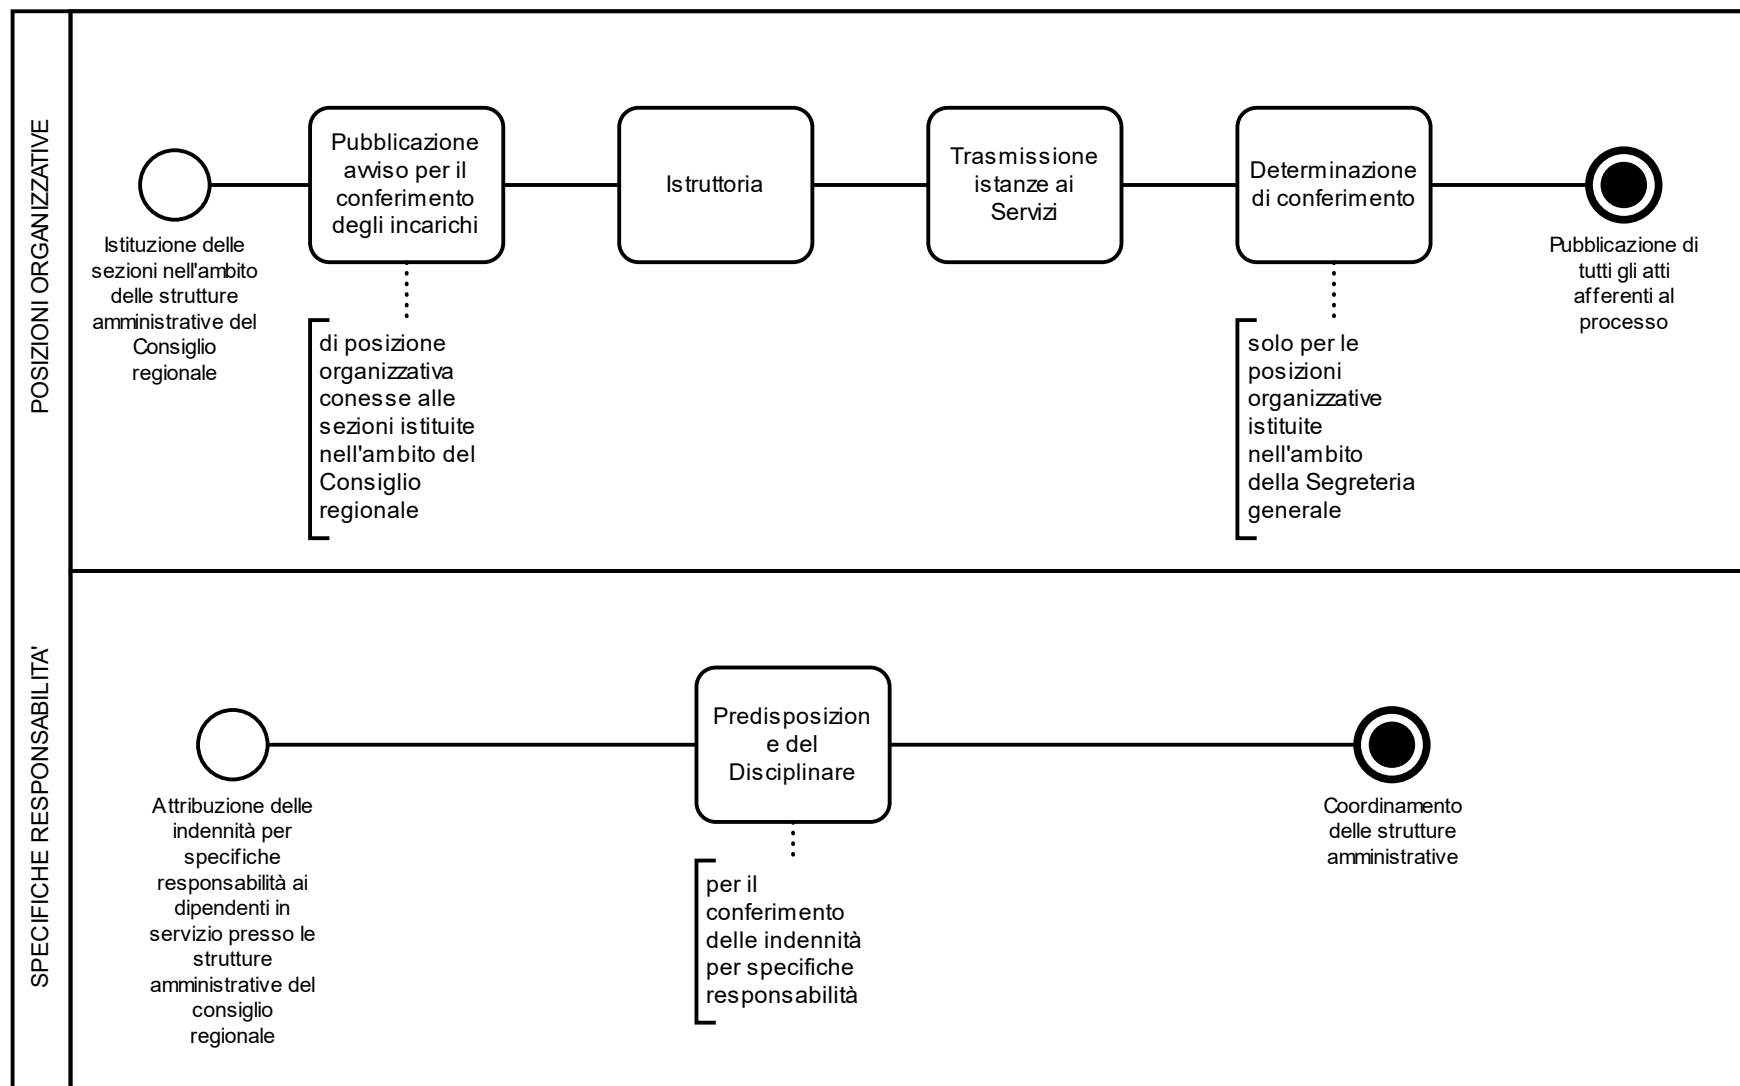 POSIZIONI ORGANIZZATIVE
Istituzione delle
sezioni nell'ambito
delle strutture
amministrative del
Consiglio
regionale
Pubblicazione
avviso per il
conferimento
degli incarichi
di posizione
organizzativa
conesse alle
sezioni istituite
nell'ambito del
Consiglio
regionale
Istruttoria
Trasmissione
istanze ai
Servizi
Determinazione
di conferimento
solo per le
posizioni
organizzative
istituite
nell'ambito
della Segreteria
generale
Pubblicazione di
tutti gli atti
afferenti al
processo
SPECIFICHE RESPONSABILITA'
Attribuzione delle
indennità per
specifiche
responsabilità ai
dipendenti in
servizio presso le
strutture
amministrative del
consiglio
regionale
Predisposizion
e del
Disciplinare
per il
conferimento
delle indennità
per specifiche
responsabilità
Coordinamento
delle strutture
amministrative